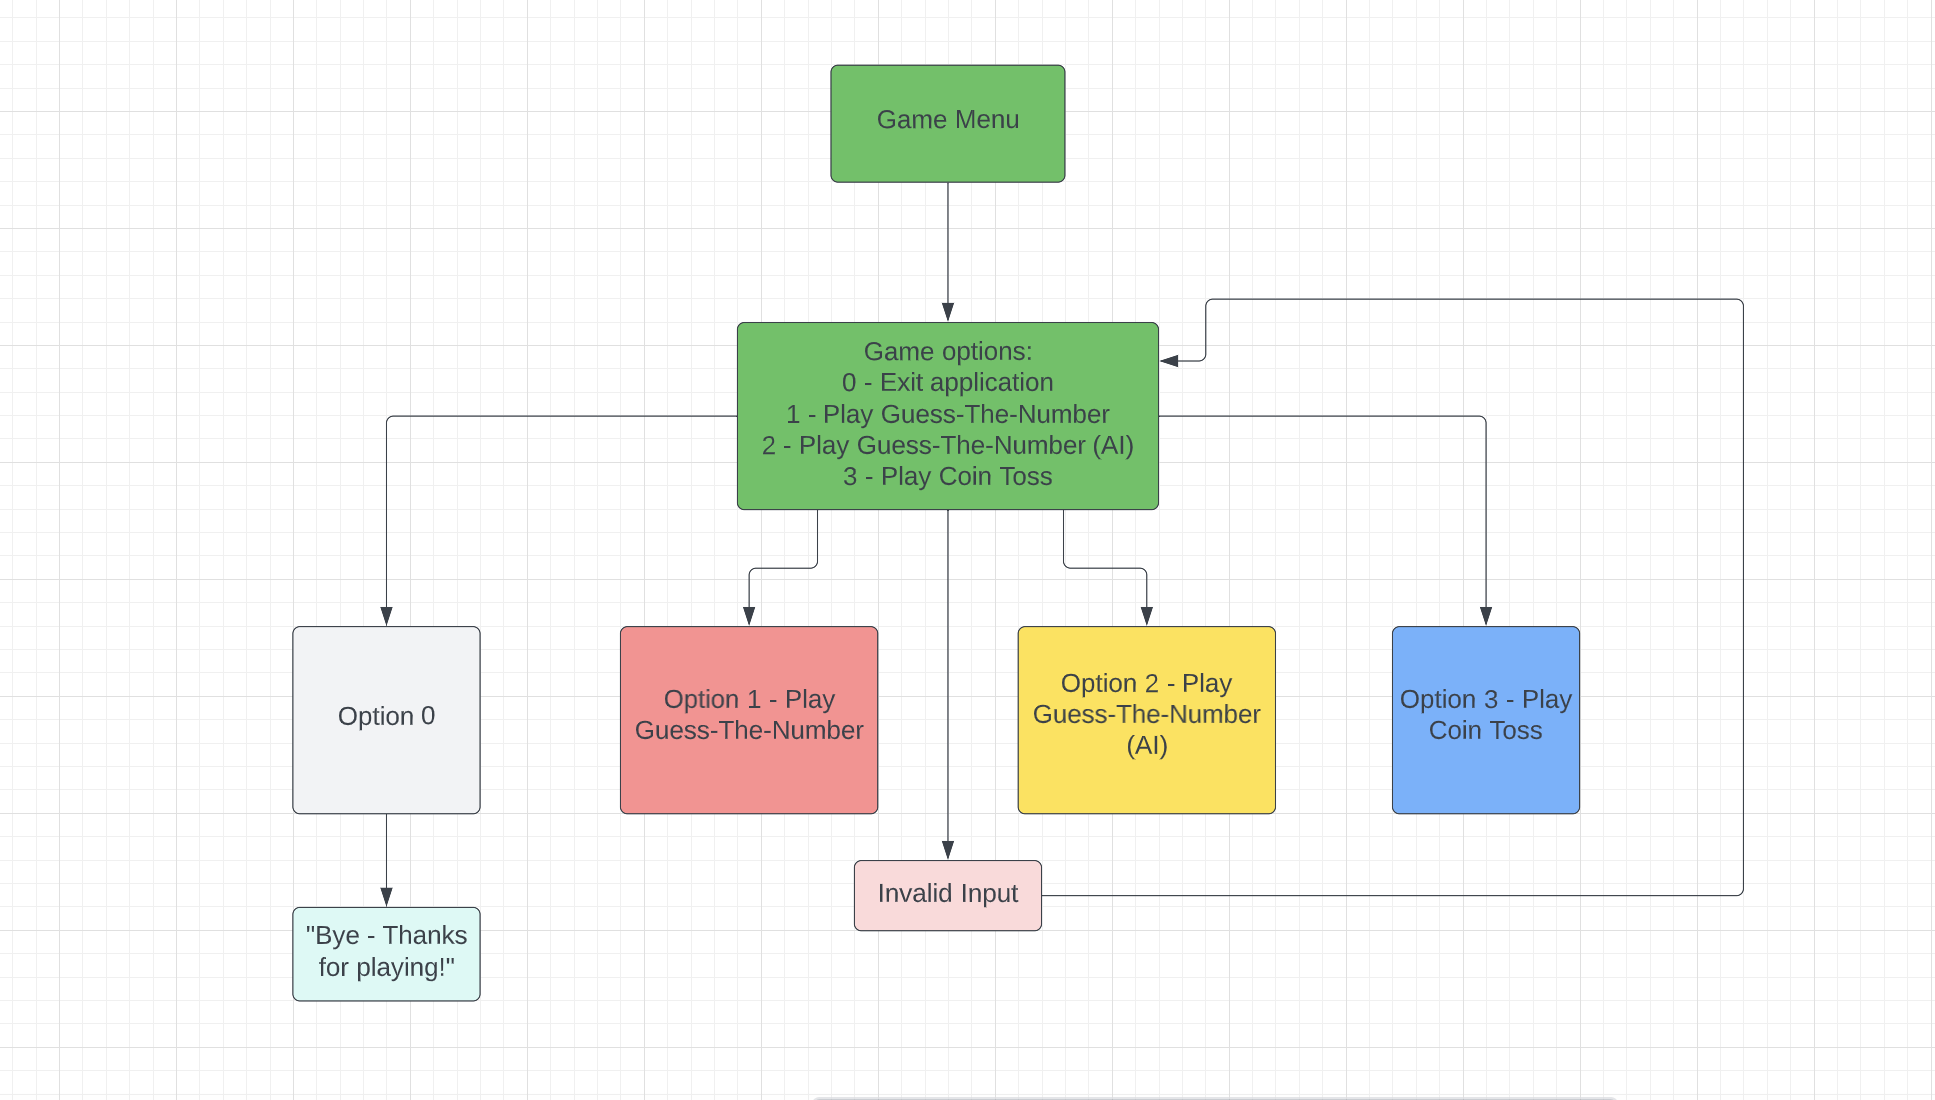 Game Menu
Game options:
0 - Exit application
1 - Play Guess-The-Number
2 - Play Guess-The-Number (AI)
3 - Play Coin Toss
Option 0
Option 1 - Play
Guess-The-Number
Option 2 - Play
Guess-The-Number
(AI)
Option 3 - Play
Coin Toss
Invalid Input
"Bye - Thanks
for playing!"